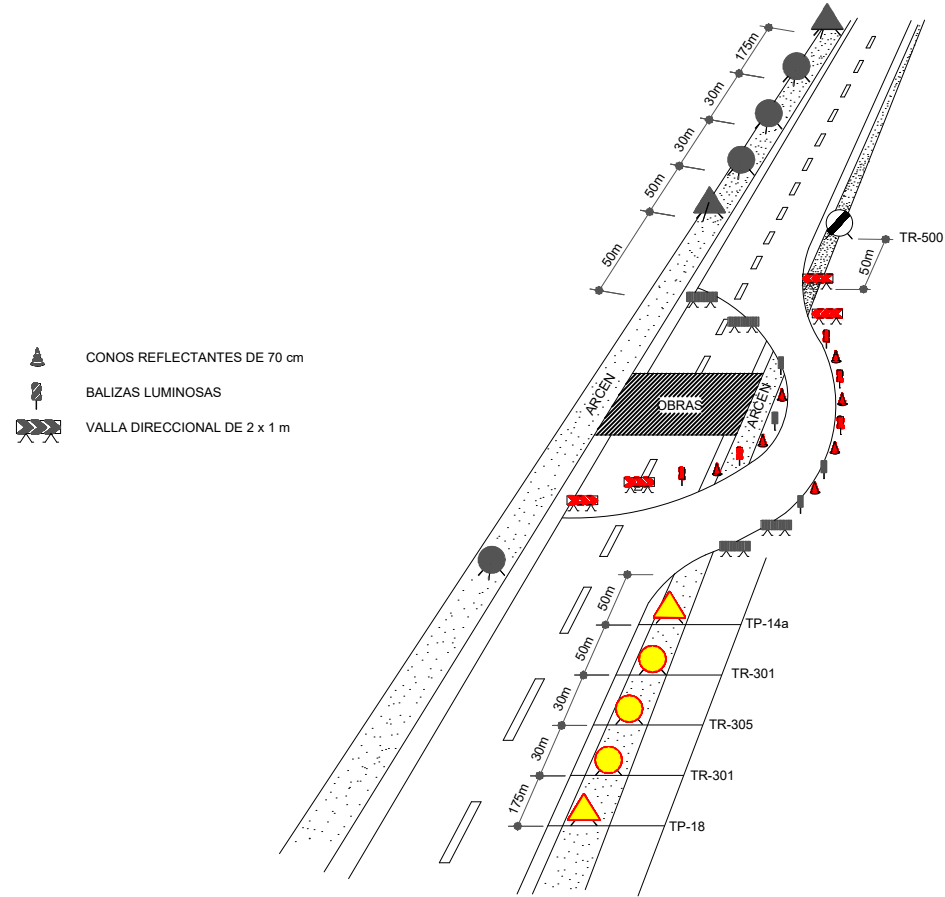 175m
30m
30m
50m
50m
TR-500
50m
CONOS REFLECTANTES DE 70 cm
BALIZAS LUMINOSAS
VALLA DIRECCIONAL DE 2 x 1 m
ARCEN
OBRAS
ARCEN
50m
TP-14a
50m
TR-301
30m
TR-305
30m
TR-301
175m
TP-18